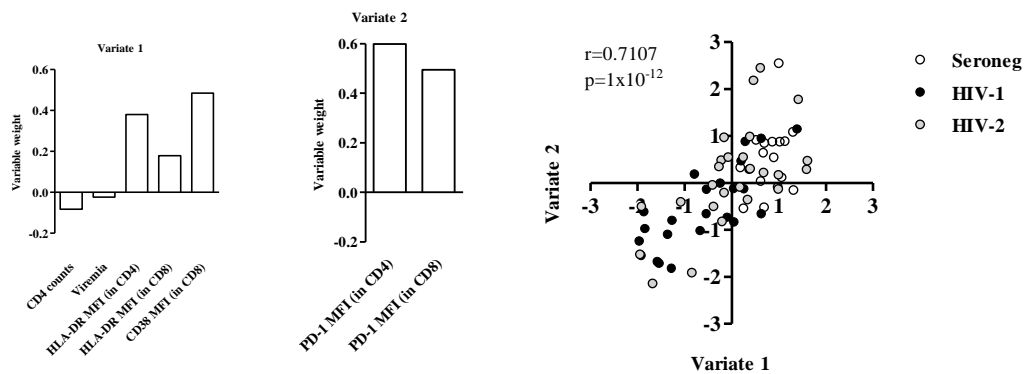 Variate 1
Variable weight
0.6
0.4
0.2
0.0
-0.2
CD4 counts
Viremia
HLA-DR MFI (in CD4)
HLA-DR MFI (in CD8)
CD38 MFI (in CD8)
Variate 2
Variable weight
0.6
0.4
0.2
0.0
-0.2
PD-1 MFI (in CD4)
PD-1 MFI (in CD8)
r=0.7107
p=1x10-12
Variate 2
3
2
1
-1
-2
-3
-3 -2 -1 0 1 2 3
Variate 1
Seroneg
HIV-1
HIV-2